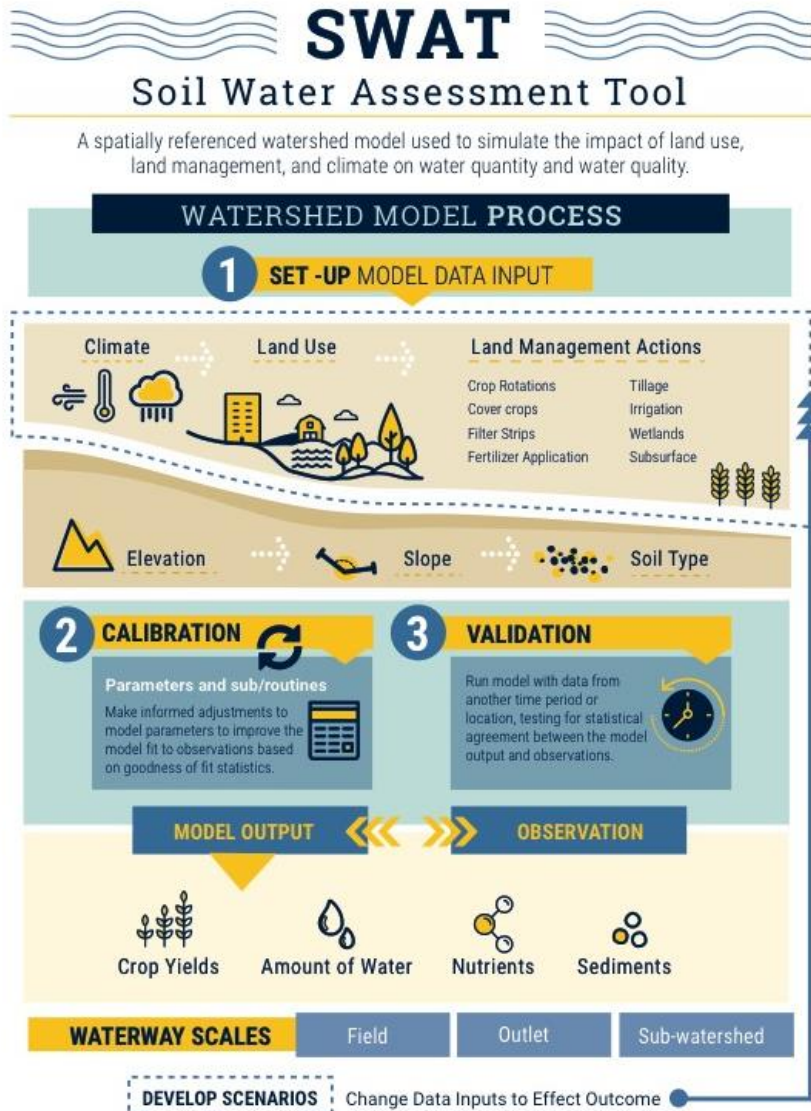 SWAT
Soil Water Assessment Tool
A spatially referenced watershed model used to simulate the impact of land use,
land management, and climate on water quantity and water quality.
WATERSHED MODEL PROCESS
1 SET -UP MODEL DATA INPUT
Climate
Land Use
Land Management Actions
Crop Rotations
Cover crops
Filter Strips
Fertilizer Application
Tillage
Irrigation
Wetlands
Subsurface
Elevation
Slope
Soil Type
2 CALIBRATION
Parameters and sub/routines
Make informed adjustments to
model parameters to improve the
model fit to observations based
on goodness of fit statistics.
3 VALIDATION
Run model with data from
another time period or
location, testing for statistical
agreement between the model
output and observations.
MODEL OUTPUT
OBSERVATION
Crop Yields
Amount of Water
Nutrients
Sediments
WATERWAY SCALES
Field
Outlet
Sub-watershed
DEVELOP SCENARIOS
Change Data Inputs to Effect Outcome